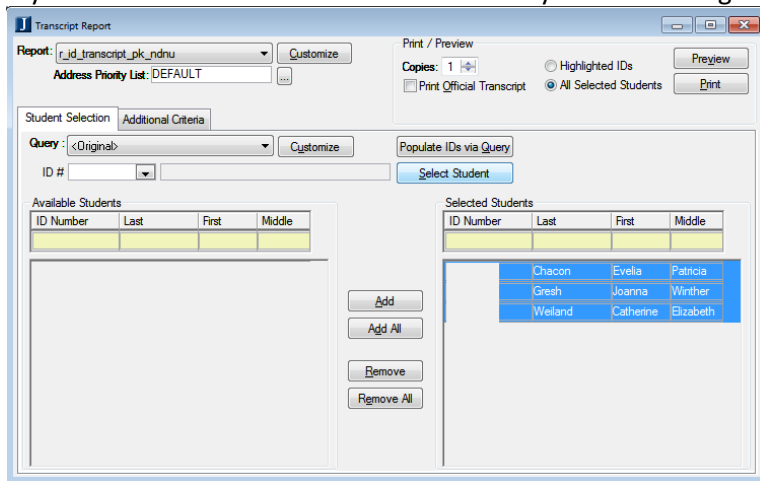 Transcript Report
Report: r_id_transcript_pk_ndnu Customize
Address Priority List: DEFAULT ...
Print / Preview
Copies: 1 Highlighted IDs Preview
Print Official Transcript All Selected Students Print
Student Selection Additional Criteria
Query : <Original> Customize Populate IDs via Query
ID # Select Student
Available Students Selected Students
ID Number Last First Middle ID Number Last First Middle
Chacon Evelia Patricia
Gresh Joanna Winther
Weiland Catherine Elizabeth
Add
Add All
Remove
Remove All